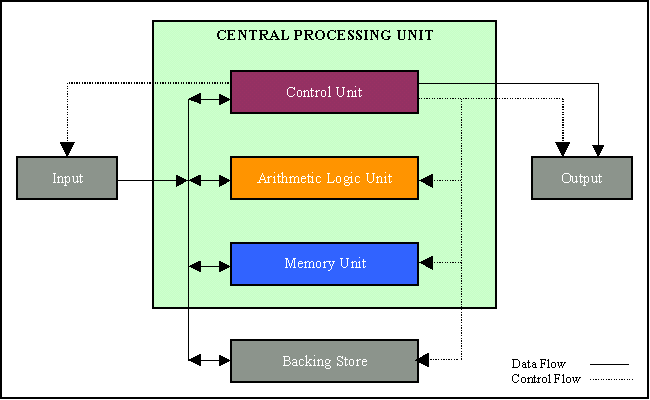 CENTRAL PROCESSING UNIT
Control Unit
Input
Arithmetic Logic Unit
Output
Memory Unit
Backing Store
Data Flow
Control Flow